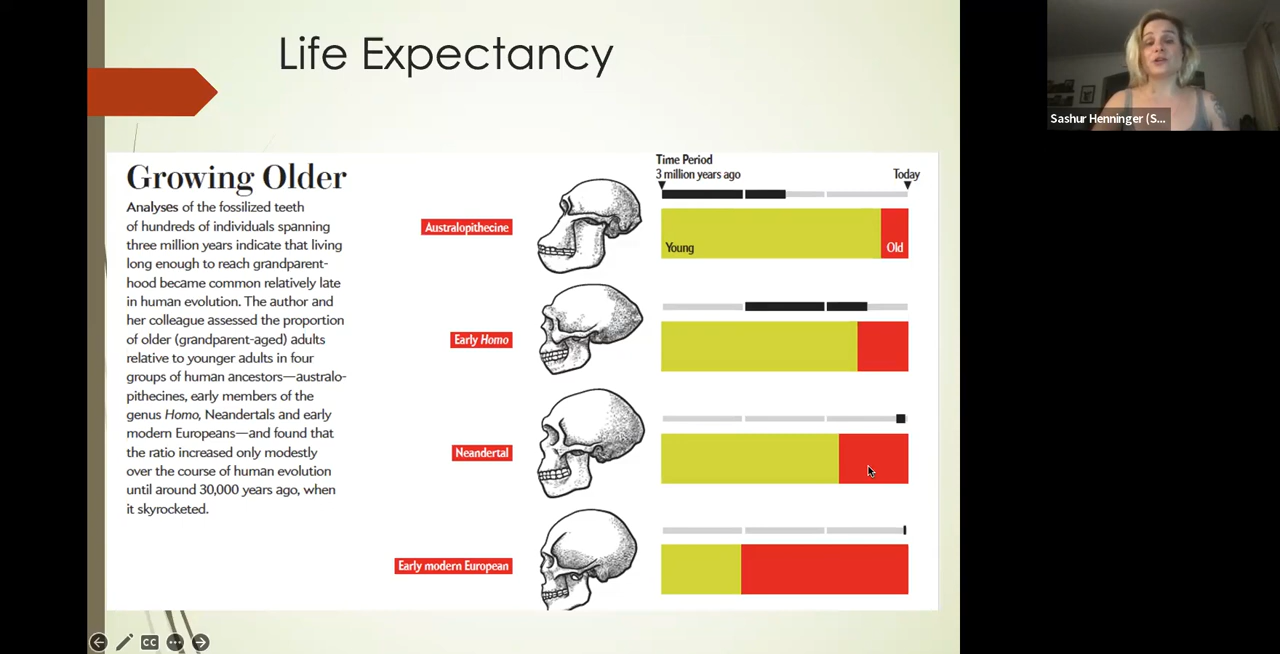 Life Expectancy
Sashur Henninger (S...
Growing Older
Analyses of the fossilized teeth
of hundreds of individuals spanning
three million years indicate that living
long enough to reach grandparent-
hood became common relatively late
in human evolution. The author and
her colleague assessed the proportion
of older (grandparent-aged) adults
relative to younger adults in four
groups of human ancestors—australo-
pithecines, early members of the
genus Homo, Neandertals and early
modern Europeans—and found that
the ratio increased only modestly
over the course of human evolution
until around 30,000 years ago, when
it skyrocketed.
Time Period
3 million years ago
Today
Australopithecine
Young
Old
Early Homo
Neandertal
Early modern European
CC